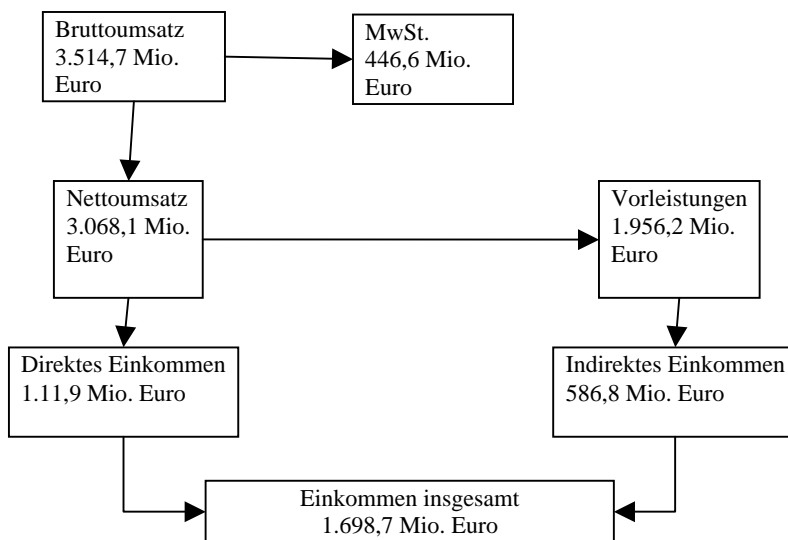 Bruttoumsatz
3.514,7 Mio.
Euro
MwSt.
446,6 Mio.
Euro
Nettoumsatz
3.068,1 Mio.
Euro
Vorleistungen
1.956,2 Mio.
Euro
Direktes Einkommen
1.11,9 Mio. Euro
Indirektes Einkommen
586,8 Mio. Euro
Einkommen insgesamt
1.698,7 Mio. Euro